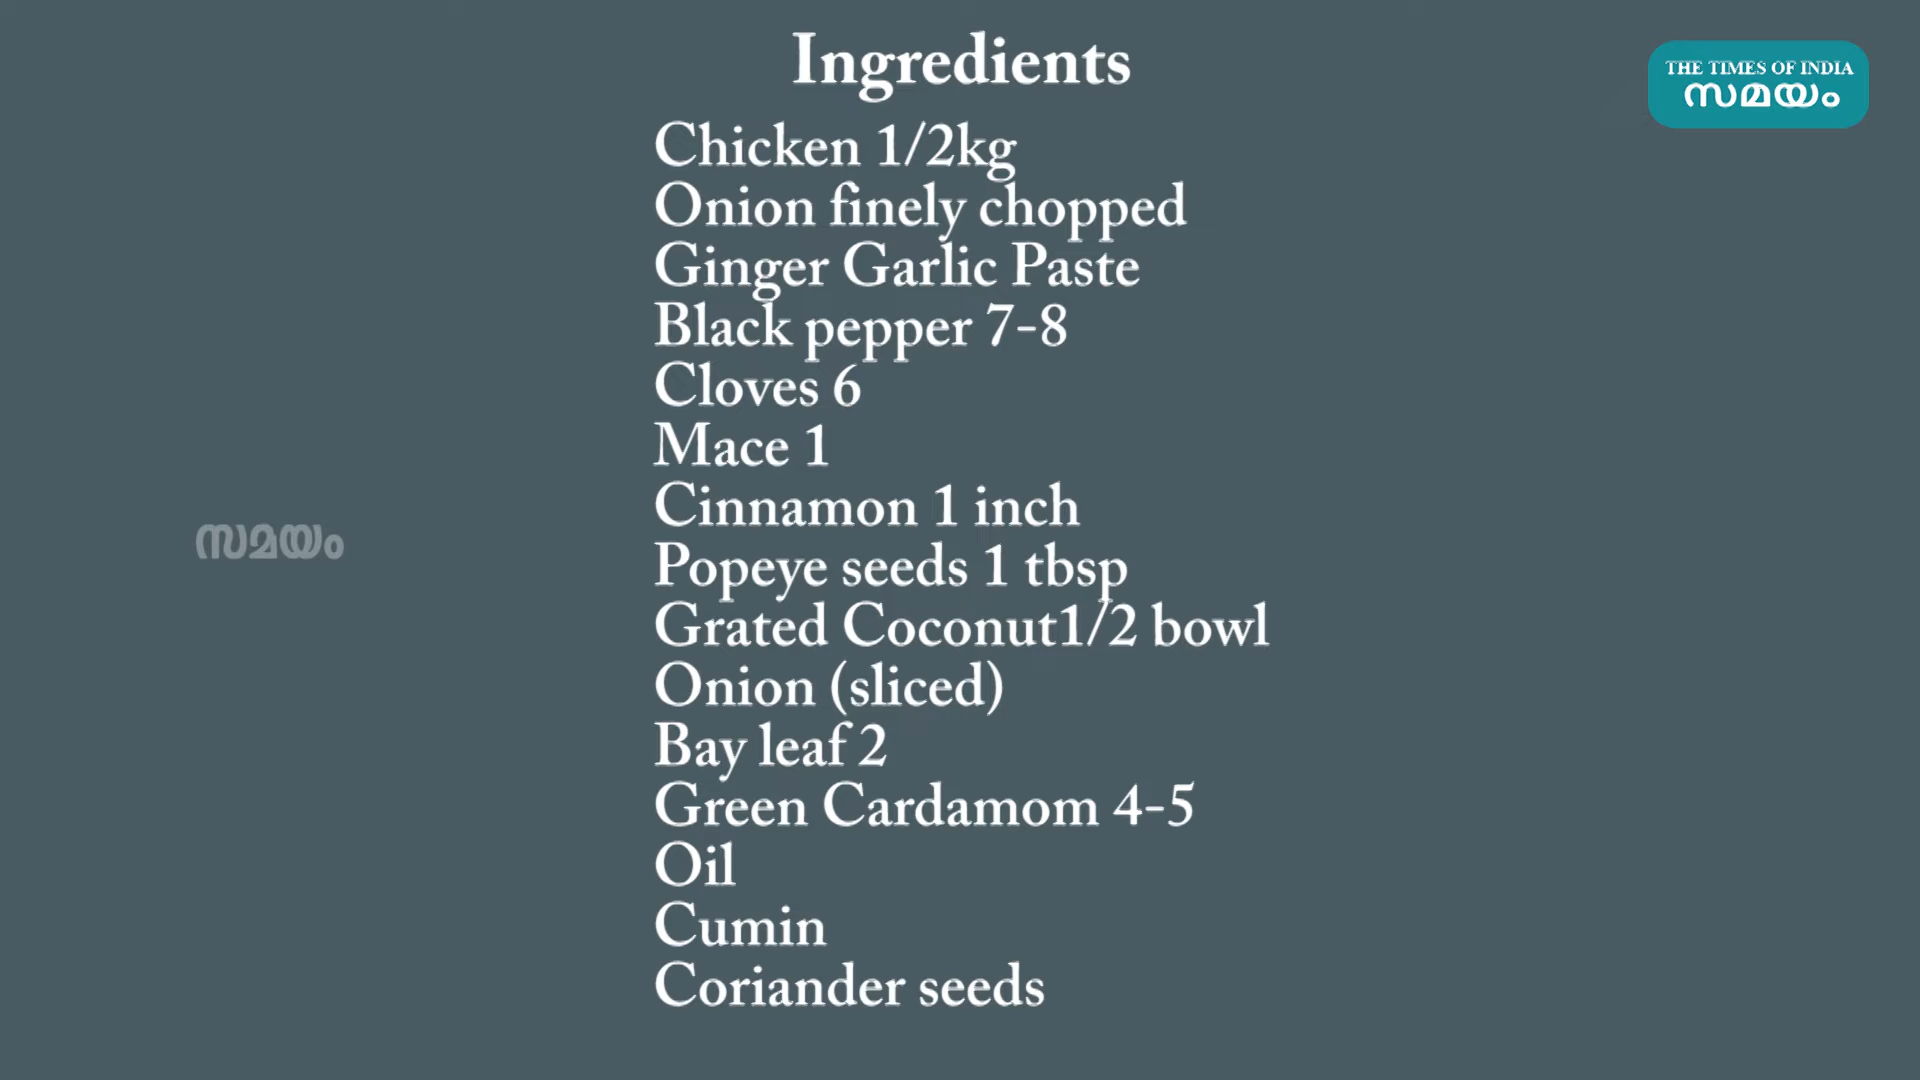 Ingredients
THE TIMES OF INDIA
സമയം
Chicken 1/2kg
Onion finely chopped
Ginger Garlic Paste
Black pepper 7-8
Cloves 6
Mace 1
Cinnamon 1 inch
സമയം
Popeye seeds 1 tbsp
Grated Coconut1/2 bowl
Onion (sliced)
Bay leaf 2
Green Cardamom 4-5
Oil
Cumin
Coriander seeds